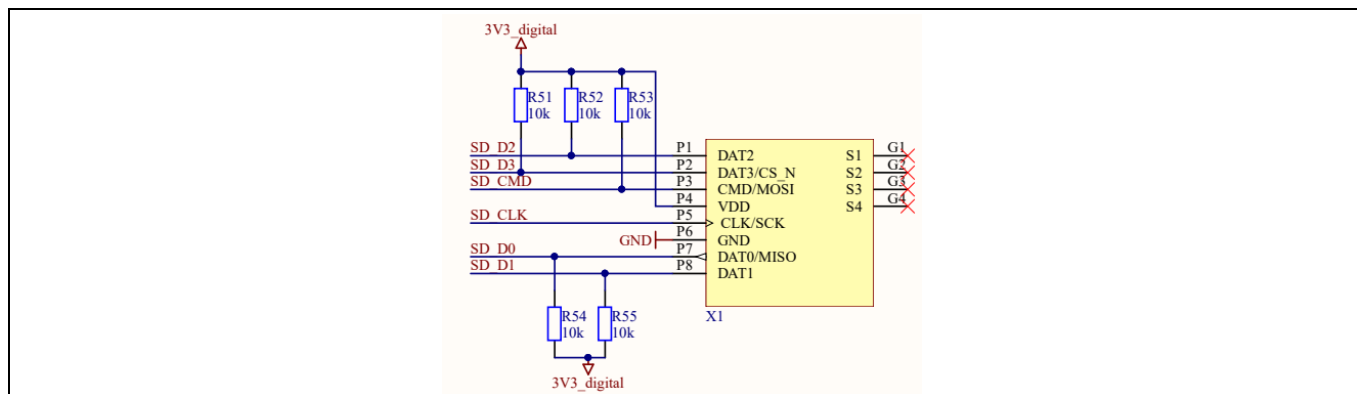 3V3_digital
R51 R52 R53
10k 10k 10k
SD_D2 P1 DAT2 S1 G1
SD_D3 P2 DAT3/CS_N S2 G2
SD_CMD P3 CMD/MOSI S3 G3
P4 VDD S4 G4
SD_CLK P5 CLK/SCK
GND P6 GND
SD_D0 P7 DAT0/MISO
SD_D1 P8 DAT1
R54 R55 X1
10k 10k
3V3_digital